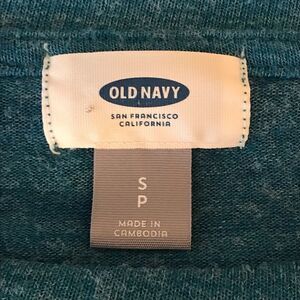 OLD NAVY
SAN FRANCISCO
CALIFORNIA
S
P
MADE IN
CAMBODIA